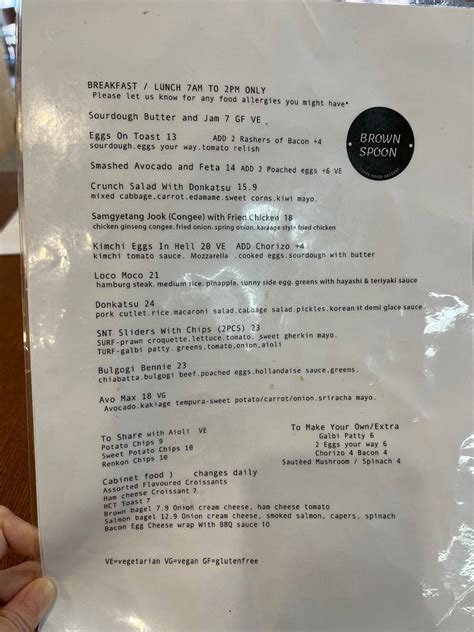 BREAKFAST / LUNCH 7AM TO 2PM ONLY
Please let us know for any food allergies you might have*
Sourdough Butter and Jam 7 GF VE
Eggs On Toast 13 ADD 2 Rashers of Bacon +4
sourdough.eggs your way.tomato relish
BROWN
SPOON
Smashed Avocado and Feta 14 ADD 2 Poached eggs +6 VE
Crunch Salad With Donkatsu 15.9
mixed cabbage,carrot.edamame.sweet corns.kiwi mayo.
Samgyetang Jook (Congee) with Fried Chicken 18
chicken ginseng congee. fried onion. spring onion. karaage style fried chicken
Kimchi Eggs In Hell 20 VE ADD Chorizo +4
kimchi tomato sauce. Mozzarella .cooked eggs.sourdough with butter
Loco Moco 21
hamburg steak. medium rice. pinapple. sunny side egg. greens with hayashi & teriyaki sauce
Donkatsu 24
pork cutlet.rice.macaroni salad.cabbage salad.pickles.korean st demi glace sauce
SNT Sliders With Chips (2PCS) 23
SURF-prawn croquette.lettuce.tomato. sweet gherkin mayo.
TURF-galbi patty. greens,tomato,onion,aioli
Bulgogi Bennie 23
chiabatta.bulgogi beef.poached eggs.hollandaise sauce.greens.
Avo Max 18 VG
Avocado.kakiage tempura-sweet potato/carrot/onion.sriracha mayo.
To Share with Aioli VE
Potato Chips 9
Sweet Potato Chips 10
Renkon Chips 10
To Make Your Own/Extra
Galbi Patty 6
2 Eggs your way 6
Chorizo 4 Bacon 4
Sautéed Mushroom / Spinach 4
Cabinet food ) changes daily
Assorted Flavoured Croissants
Ham cheese Croissant 7
HCT Toast 7
Brown bagel 7.9 Onion cream cheese, ham cheese tomato
Salmon bagel 12.9 Onion cream cheese, smoked salmon, capers, spinach
Bacon Egg Cheese wrap With BBQ sauce 10
VE=vegetarian VG=vegan GF=glutenfree